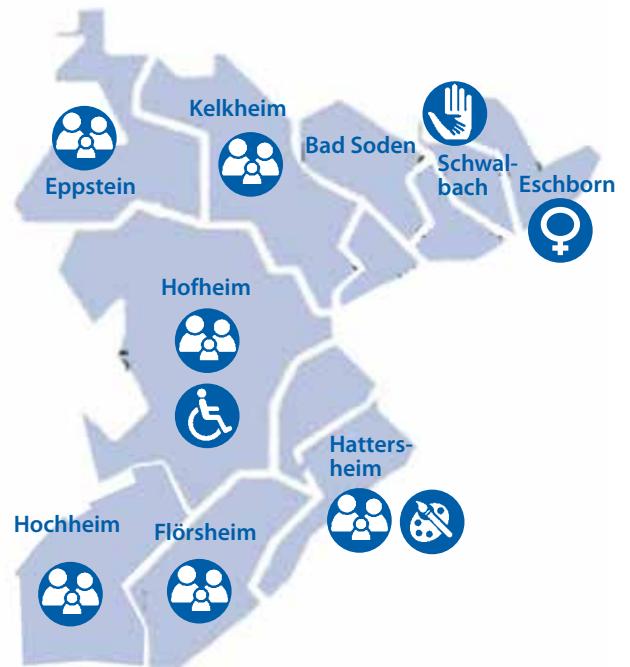 Kelkheim
Bad Soden
Schwal-
bach
Eschborn
Eppstein
Hofheim
Hatters-
heim
Hochheim
Flörsheim